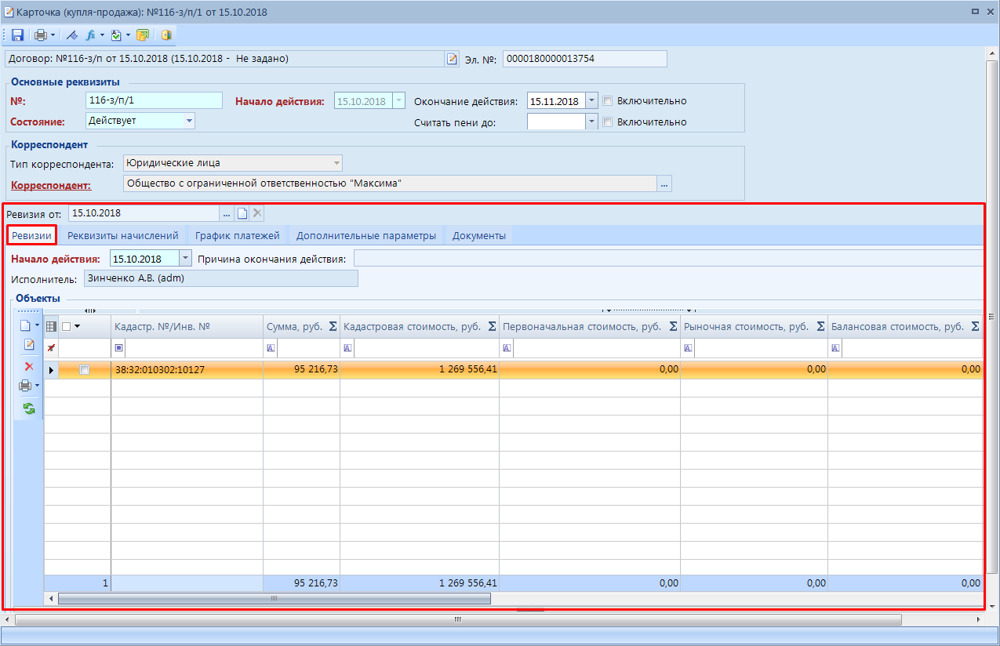 Карточка (купля-продажа): №116-з/п/1 от 15.10.2018
Договор: №116-з/п от 15.10.2018 (15.10.2018 - Не задано) Эл. №: 0000180000013754
Основные реквизиты
№: 116-з/п/1 Начало действия: 15.10.2018 Окончание действия: 15.11.2018 Включительно
Состояние: Действует Считать пени до: Включительно
Корреспондент
Тип корреспондента: Юридические лица
Корреспондент: Общество с ограниченной ответственностью "Максима" ...
Ревизия от: 15.10.2018 ...
Ревизии Реквизиты начислений График платежей Дополнительные параметры Документы
Начало действия: 15.10.2018 Причина окончания действия:
Исполнитель: Зинченко А.В. (adm)
Объекты
Кадастр. №/Инв. № Сумма, руб. Σ Кадастровая стоимость, руб. Σ Первоначальная стоимость, руб. Σ Рыночная стоимость, руб. Σ Балансовая стоимость, руб. Σ
A A A A A
38:32:010302:10127 95 216,73 1 269 556,41 0,00 0,00 0,00
1 95 216,73 1 269 556,41 0,00 0,00 0,00